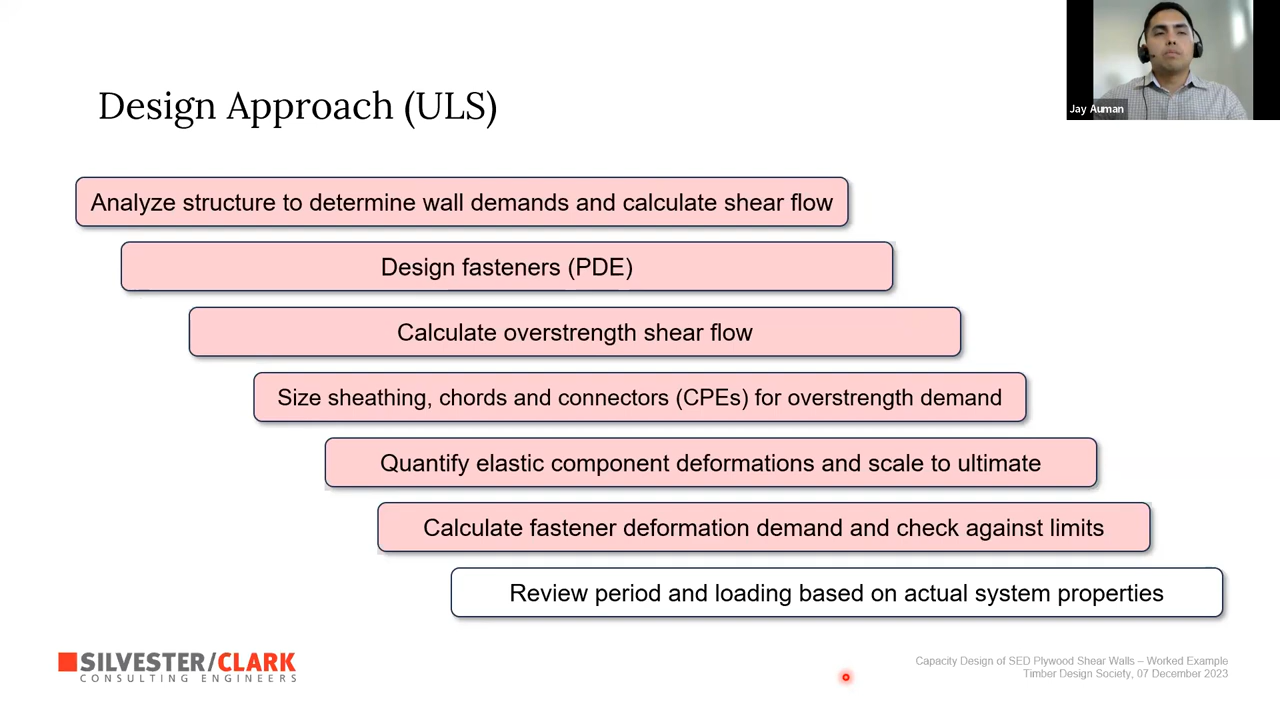 Jay Auman
Design Approach (ULS)
Analyze structure to determine wall demands and calculate shear flow
Design fasteners (PDE)
Calculate overstrength shear flow
Size sheathing, chords and connectors (CPEs) for overstrength demand
Quantify elastic component deformations and scale to ultimate
Calculate fastener deformation demand and check against limits
Review period and loading based on actual system properties
SILVESTER/CLARK
CONSULTING ENGINEERS
Capacity Design of SED Plywood Shear Walls – Worked Example
Timber Design Society, 07 December 2023